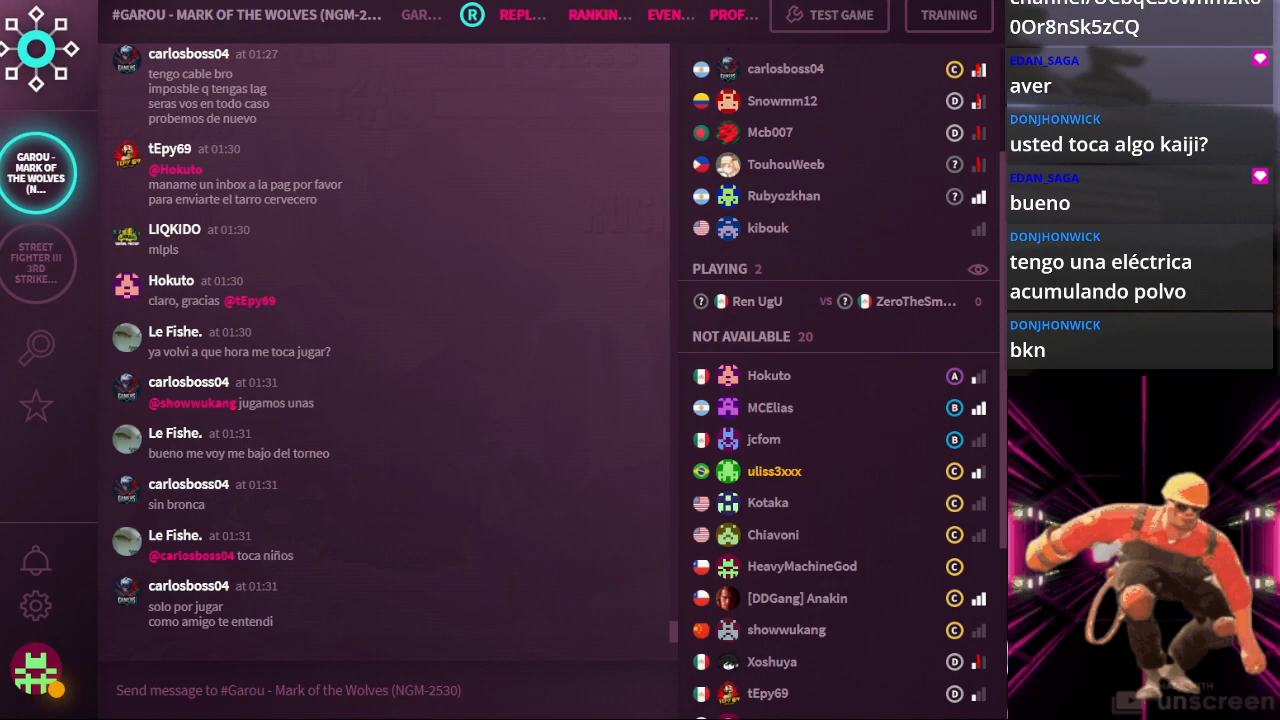 #GAROU - MARK OF THE WOLVES (NGM-2...
GAR...
R
REPL...
RANKIN...
EVEN...
PROF...
TEST GAME
TRAINING
GAROU -
MARK OF
THE WOLVES
(N...
STREET
FIGHTER III
3RD
STRIKE...
carlosboss04 at 01:27
tengo cable bro
imposble q tengas lag
seras vos en todo caso
probemos de nuevo
tEpy69 at 01:30
@Hokuto
maname un inbox a la pag por favor
para enviarte el tarro cervecero
LIQKIDO at 01:30
mlpls
Hokuto at 01:30
claro, gracias @tEpy69
Le Fishe. at 01:30
ya volvi a que hora me toca jugar?
carlosboss04 at 01:31
@showwukang jugamos unas
Le Fishe. at 01:31
bueno me voy me bajo del torneo
carlosboss04 at 01:31
sin bronca
Le Fishe. at 01:31
@carlosboss04 toca niños
carlosboss04 at 01:31
solo por jugar
como amigo te entendi
Send message to #Garou - Mark of the Wolves (NGM-2530)
carlosboss04 C
Snowmm12 D
Mcb007 D
TouhouWeeb ?
Rubyozkhan ?
kibouk
PLAYING 2
? Ren UgU VS ? ZeroTheSm... 0
NOT AVAILABLE 20
Hokuto A
MCElias B
jcfom B
uliss3xxx C
Kotaka C
Chiavoni C
HeavyMachineGod C
[DDGang] Anakin C
showwukang C
Xoshuya D
tEpy69 D
0Or8nSk5zCQ
EDAN_SAGA
aver
DONJHONWICK
usted toca algo kaiji?
EDAN_SAGA
bueno
DONJHONWICK
tengo una eléctrica
acumulando polvo
DONJHONWICK
bkn
unscreen